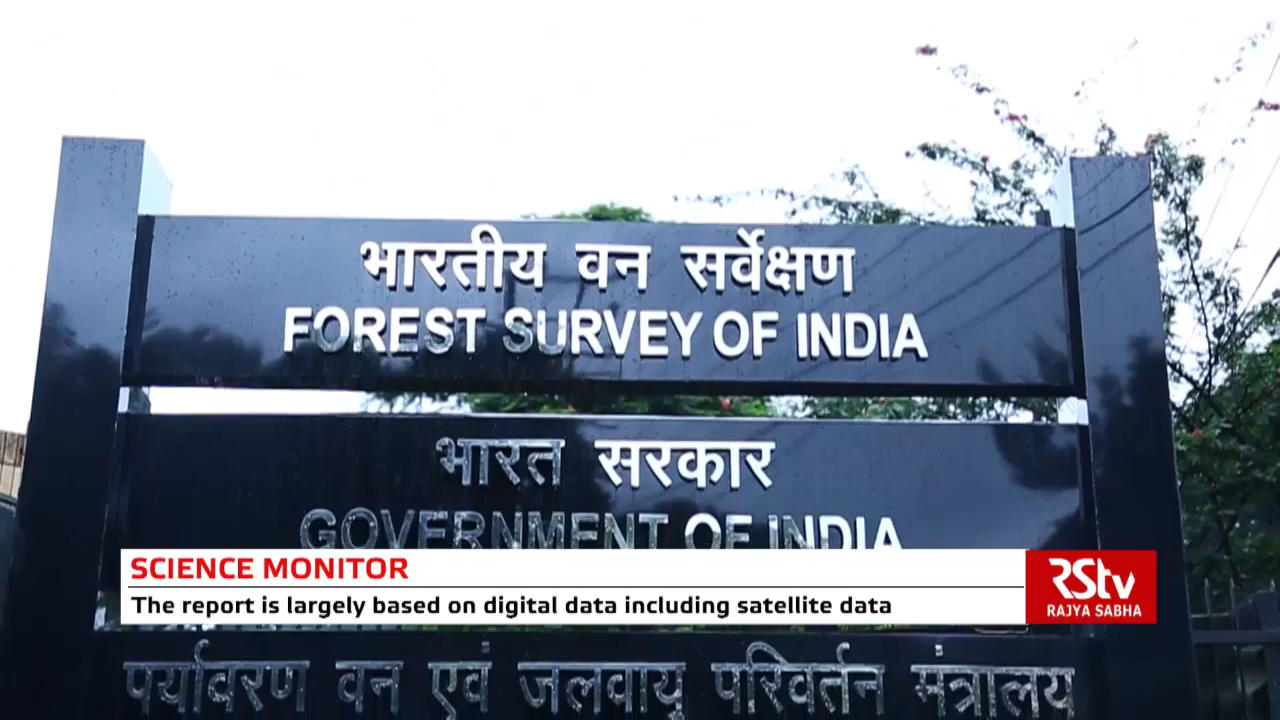 भारतीय वन सर्वेक्षण
FOREST SURVEY OF INDIA
भारत सरकार
GOVERNMENT OF INDIA
SCIENCE MONITOR
The report is largely based on digital data including satellite data
RStv
RAJYA SABHA
पर्यावरण वन एवं जलवायु परिवर्तन मंत्रालय